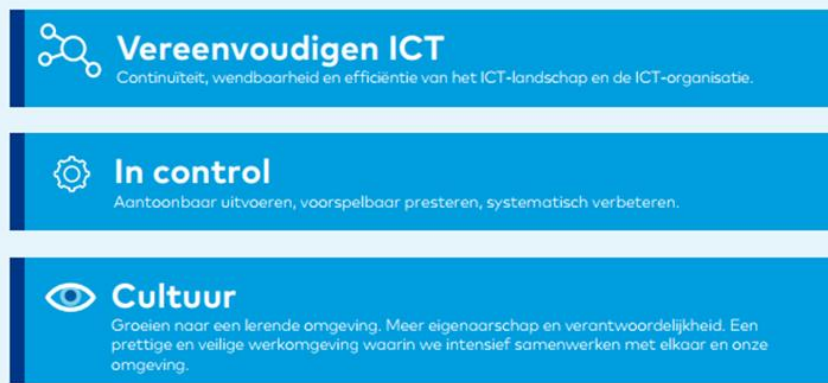 Vereenvoudigen ICT
Continuïteit, wendbaarheid en efficiëntie van het ICT-landschap en de ICT-organisatie.
In control
Aantoonbaar uitvoeren, voorspelbaar presteren, systematisch verbeteren.
Cultuur
Groeien naar een lerende omgeving. Meer eigenaarschap en verantwoordelijkheid. Een
prettige en veilige werkomgeving waarin we intensief samenwerken met elkaar en onze
omgeving.